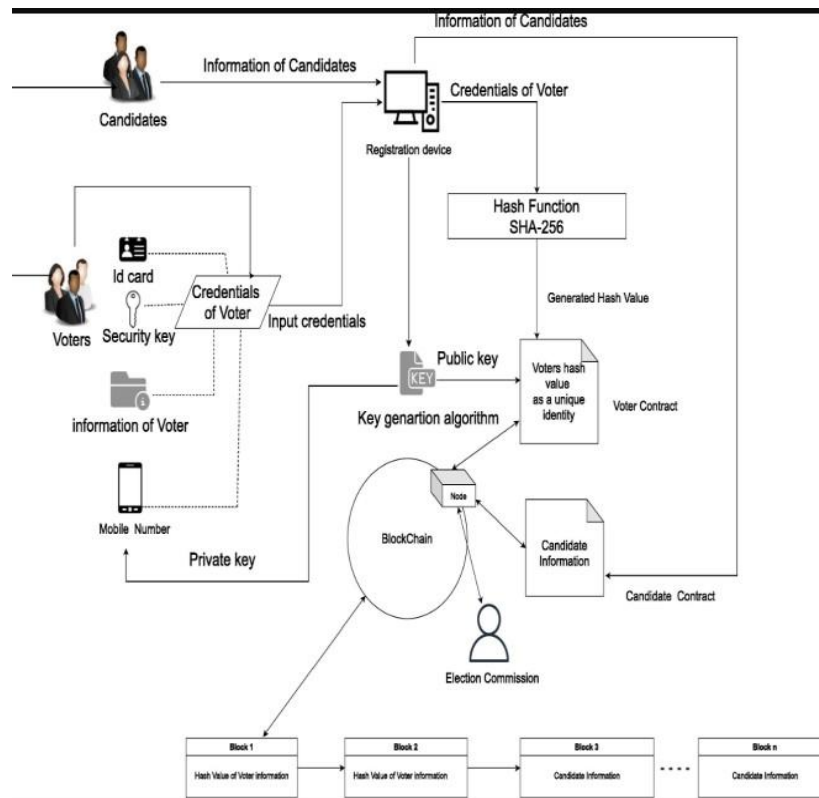 Information of Candidates
Information of Candidates
Credentials of Voter
Candidates
Registration device
Hash Function
SHA-256
Id card
Credentials
of Voter
Generated Hash Value
Voters
Security key
Input credentials
Public key
KEY
Voters hash
value
as a unique
identity
Voter Contract
information of Voter
Key genartion algorithm
Node
Mobile Number
BlockChain
Candidate
Information
Private key
Candidate Contract
Election Commission
Block 1
Block 2
Block 3
Block n
Hash Value of Voter information
Hash Value of Voter information
Candidate Information
Candidate Information